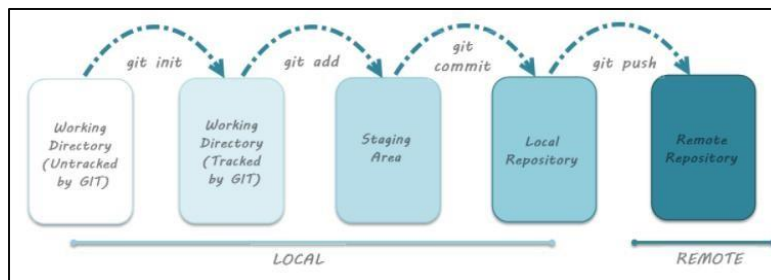 git init
git add
git
commit
git push
Working
Directory
(Untracked
by GIT)
Working
Directory
(Tracked
by GIT)
Staging
Area
Local
Repository
Remote
Repository
LOCAL
REMOTE